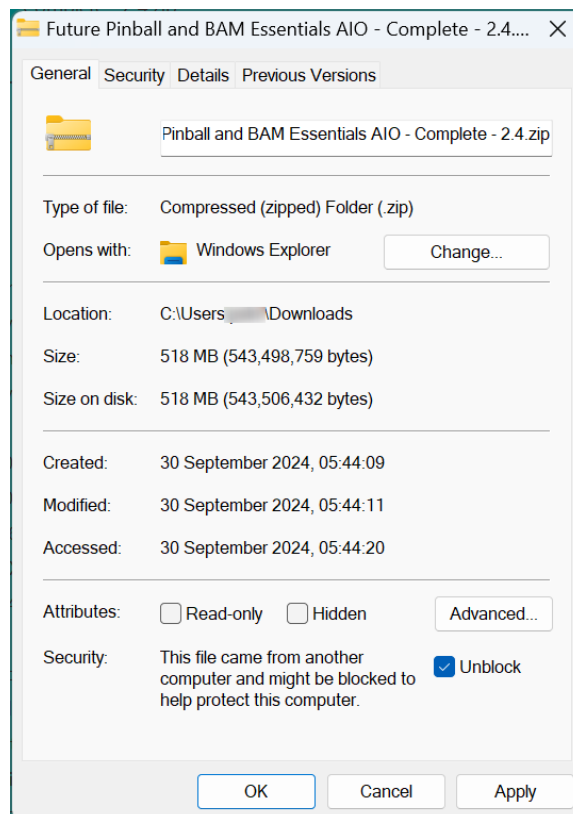 Future Pinball and BAM Essentials AIO - Complete - 2.4....
General Security Details Previous Versions
Pinball and BAM Essentials AIO - Complete - 2.4.zip
Type of file: Compressed (zipped) Folder (.zip)
Opens with: Windows Explorer Change...
Location: C:\Users \Downloads
Size: 518 MB (543,498,759 bytes)
Size on disk: 518 MB (543,506,432 bytes)
Created: 30 September 2024, 05:44:09
Modified: 30 September 2024, 05:44:11
Accessed: 30 September 2024, 05:44:20
Attributes: Read-only Hidden Advanced...
Security: This file came from another
computer and might be blocked to
help protect this computer.
Unblock
OK Cancel Apply